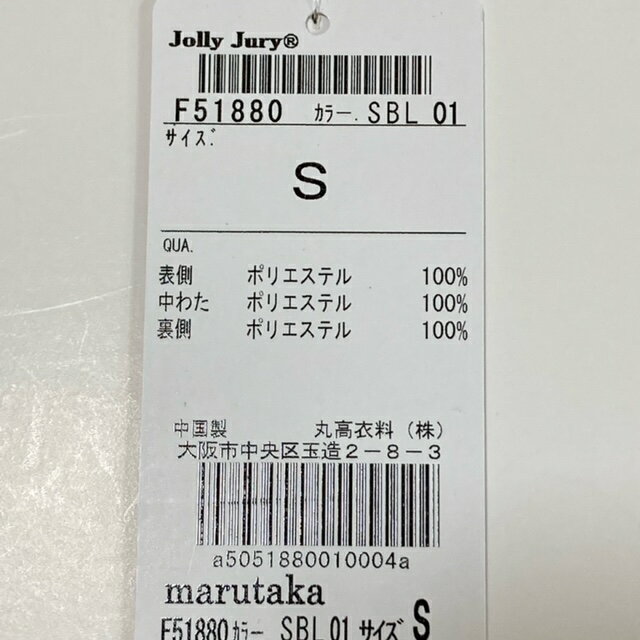 Jolly Jury®
F51880 カラー. SBL 01
サイズ:
S
QUA.
表側 ポリエステル 100%
中わた ポリエステル 100%
裏側 ポリエステル 100%
中国製 丸高衣料（株）
大阪市中央区玉造2-8-3
a5051880010004a
marutaka
F51880 カラー SBL 01 サイズ S